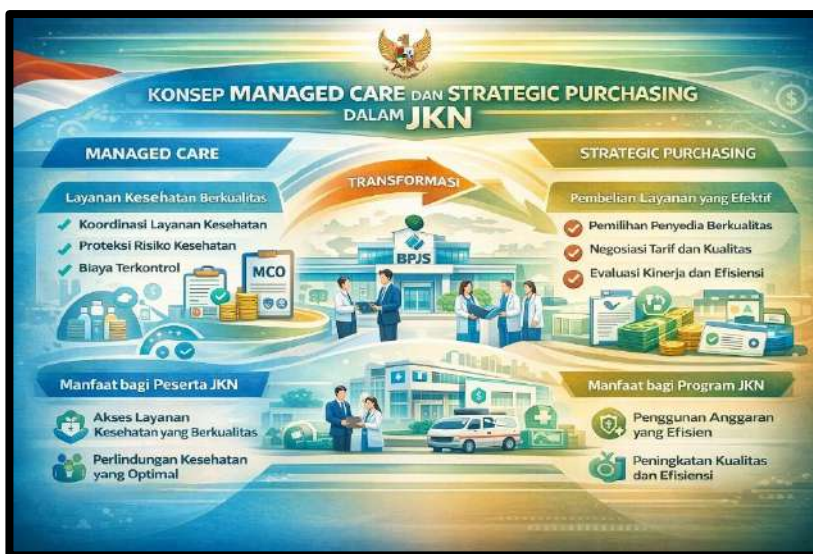 KONSEP MANAGED CARE DAN STRATEGIC PURCHASING
DALAM JKN
MANAGED CARE
Layanan Kesehatan Berkualitas
Koordinasi Layanan Kesehatan
Proteksi Risiko Kesehatan
Biaya Terkontrol
MCO
TRANSFORMASI
BPJS
STRATEGIC PURCHASING
Pembelian Layanan yang Efektif
Pemilihan Penyedia Berkualitas
Negosiasi Tarif dan Kualitas
Evaluasi Kinerja dan Efisiensi
Manfaat bagi Peserta JKN
Akses Layanan
Kesehatan yang Berkualitas
Perlindungan Kesehatan
yang Optimal
Manfaat bagi Program JKN
Penggunan Anggaran
yang Efisien
Peningkatan Kualitas
dan Efisiensi